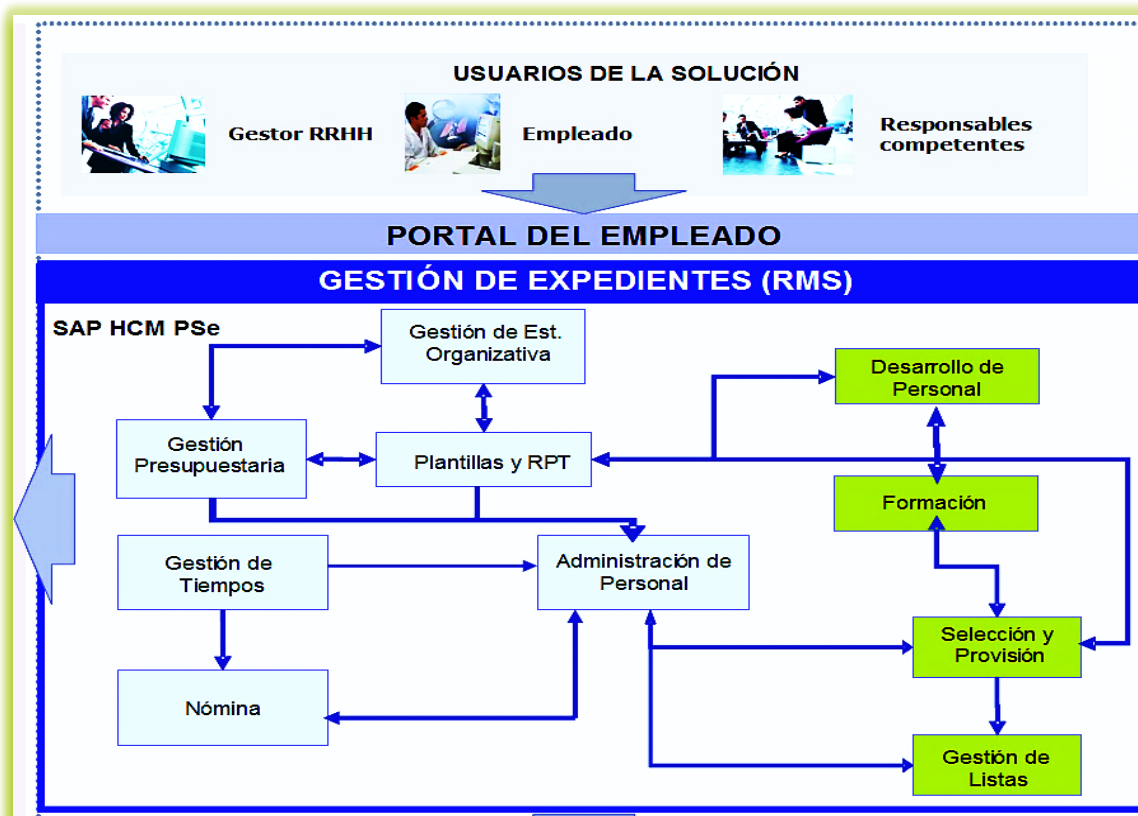 USUARIOS DE LA SOLUCIÓN
Gestor RRHH
Empleado
Responsables
competentes
PORTAL DEL EMPLEADO
GESTIÓN DE EXPEDIENTES (RMS)
SAP HCM PSe
Gestión de Est.
Organizativa
Desarrollo de
Personal
Gestión
Presupuestaria
Plantillas y RPT
Formación
Gestión de
Tiempos
Administración de
Personal
Selección y
Provisión
Nómina
Gestión de
Listas